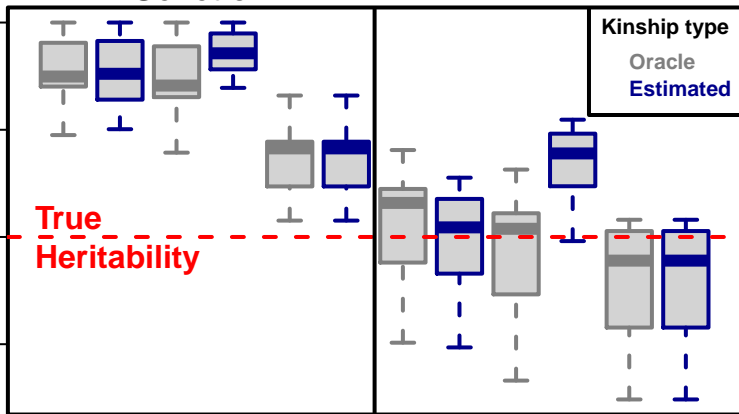 Kinship type
Oracle
Estimated
True
Heritability